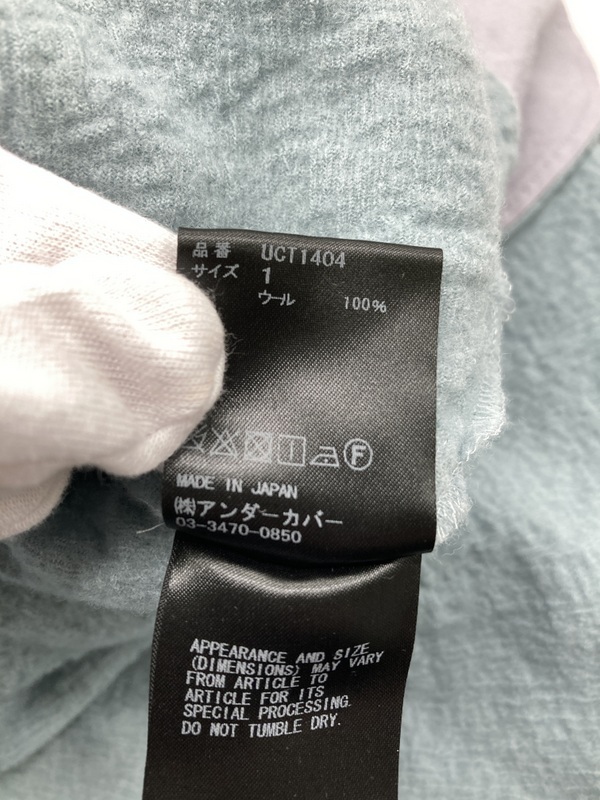 品番 UCT1404
サイズ 1
ウール 100%
F
MADE IN JAPAN
(株)アンダーカバー
03-3470-0850
APPEARANCE AND SIZE
(DIMENSIONS) MAY VARY
FROM ARTICLE TO
ARTICLE FOR ITS
SPECIAL PROCESSING.
DO NOT TUMBLE DRY.